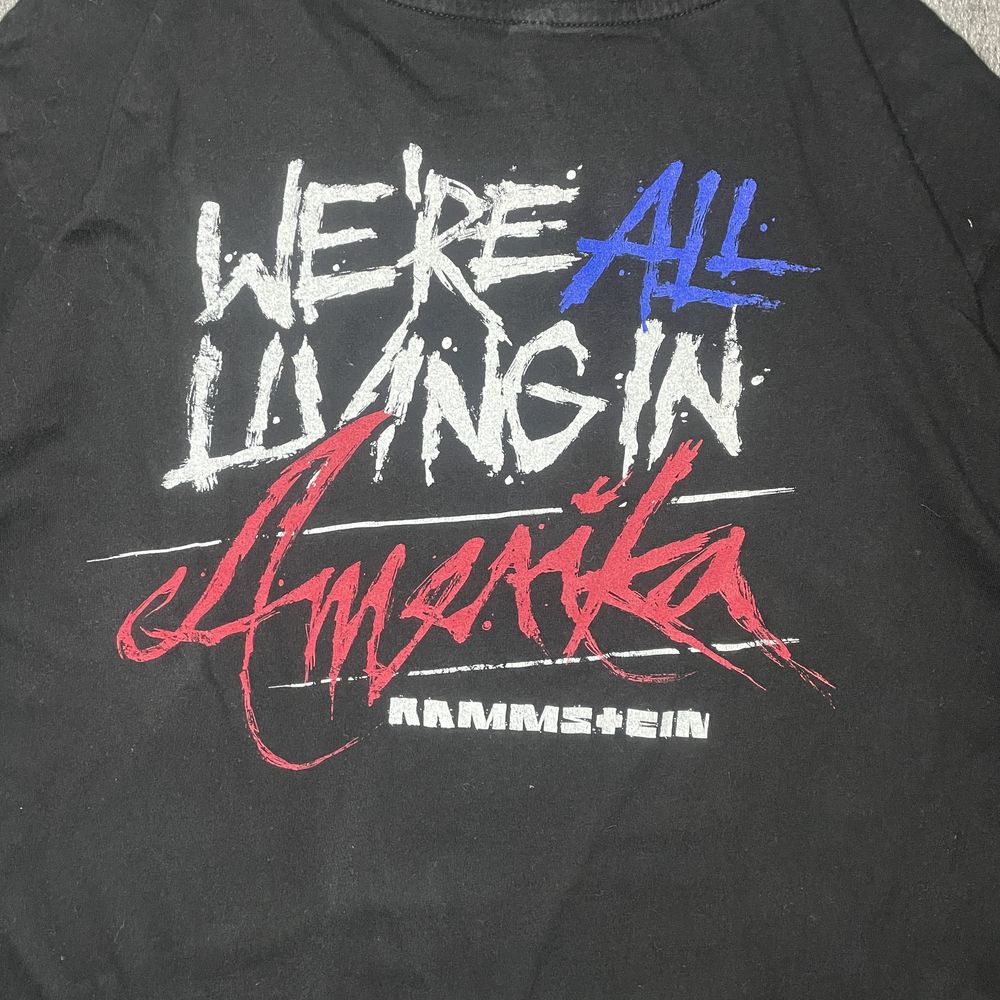 WE'RE ALL
LIVING IN
Amerika
RAMMSTEIN